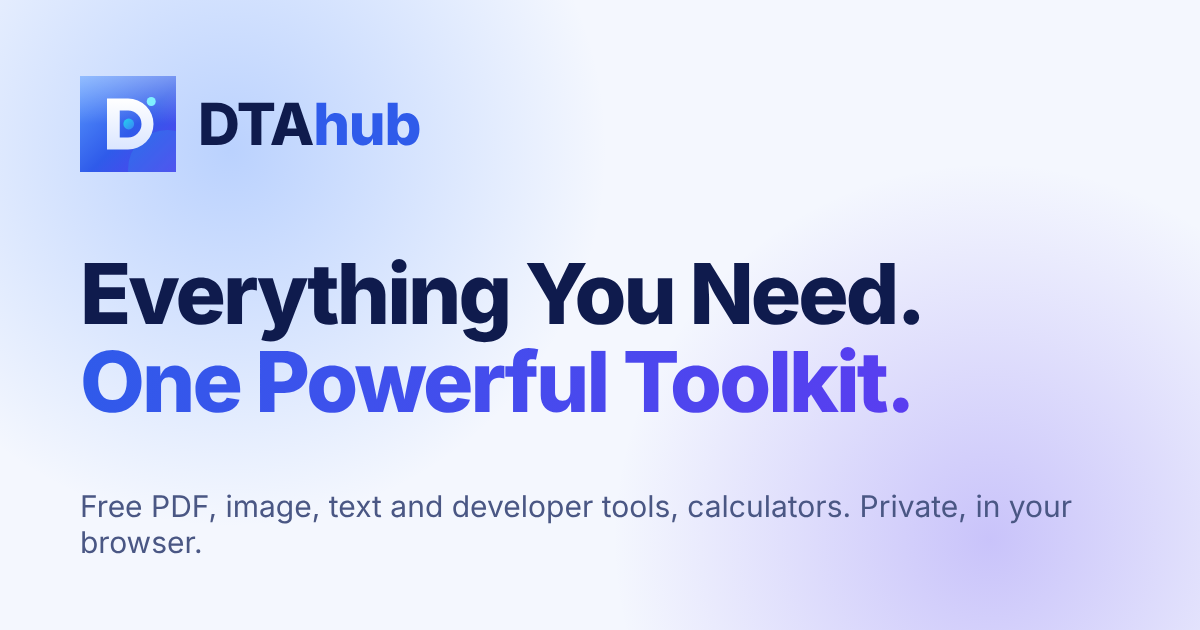 DTAhub
Everything You Need.
One Powerful Toolkit.
Free PDF, image, text and developer tools, calculators. Private, in your
browser.